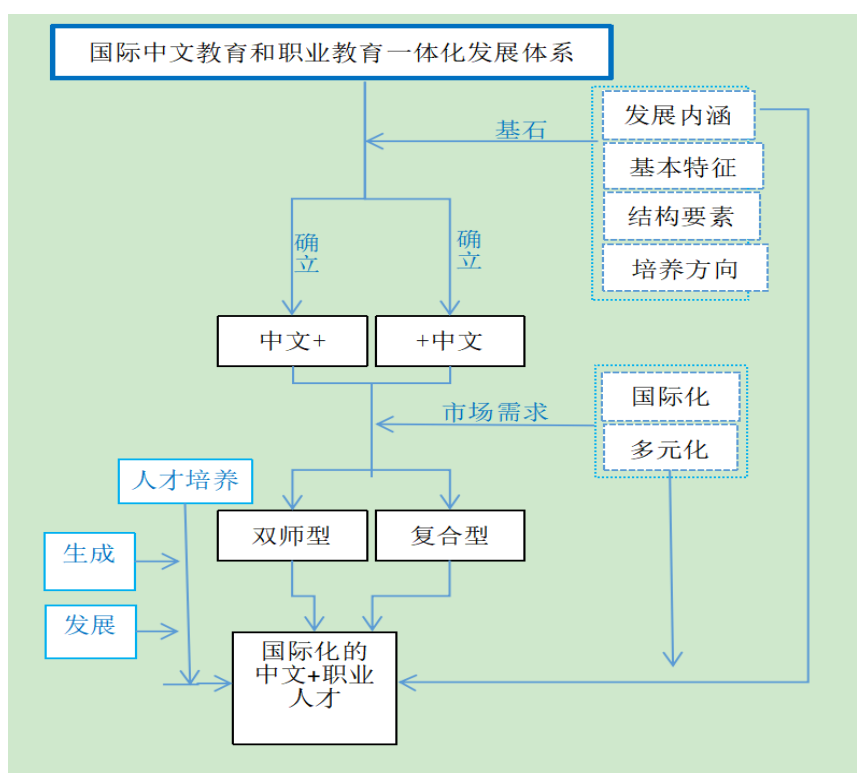 国际中文教育和职业教育一体化发展体系
发展内涵
基石
基本特征
结构要素
培养方向
确立
确立
中文+
+中文
国际化
市场需求
多元化
人才培养
双师型
复合型
生成
发展
国际化的
中文+职业
人才